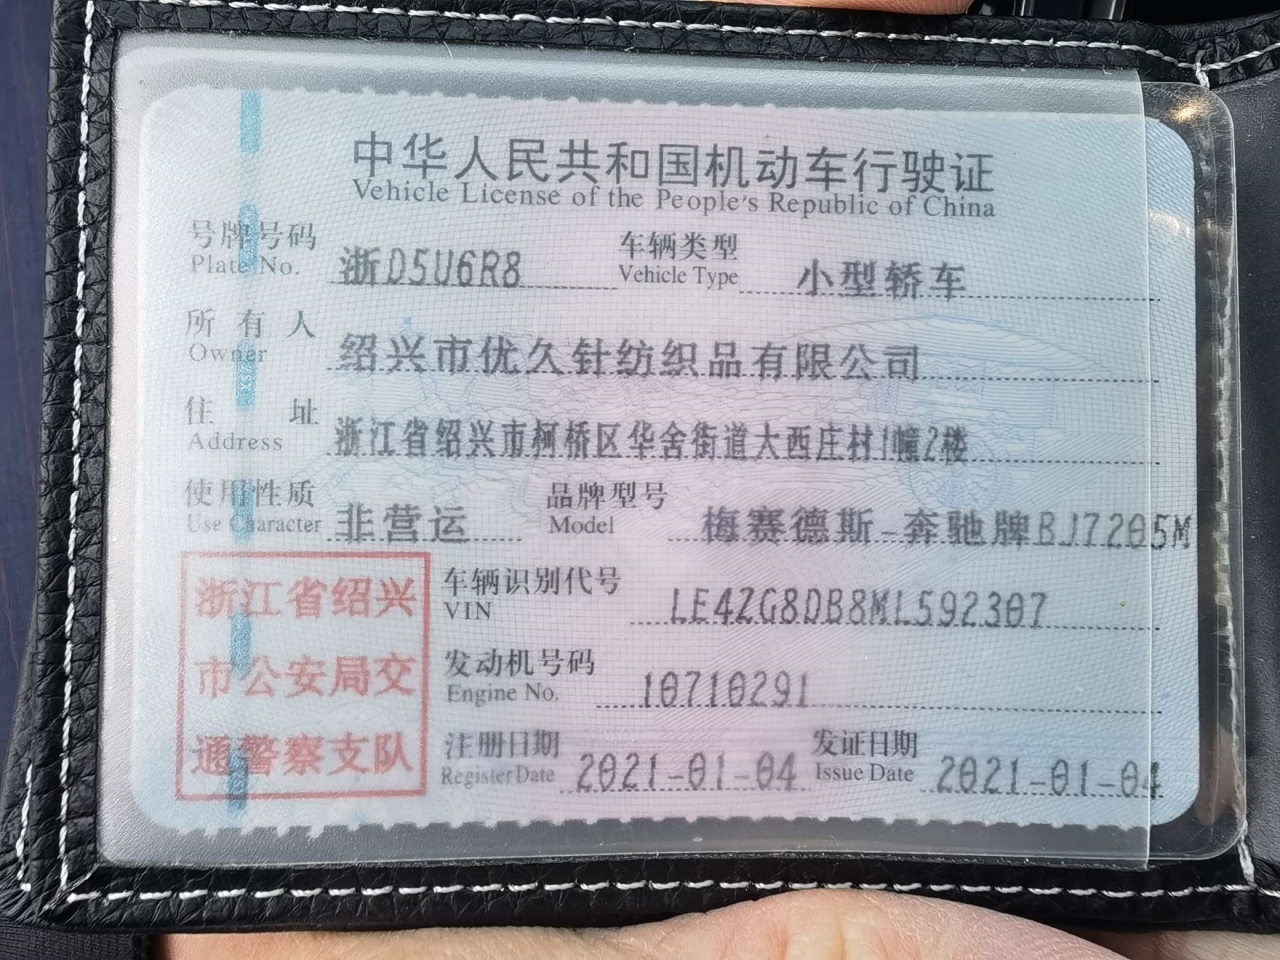 中华人民共和国机动车行驶证
Vehicle License of the People's Republic of China
号牌号码 浙D5U6R8 车辆类型 小型轿车
Plate No. Vehicle Type
所有人 绍兴市优久针纺织品有限公司
Owner
住址 浙江省绍兴市柯桥区华舍街道大西庄村1幢2楼
Address
使用性质 非营运 品牌型号 梅赛德斯-奔驰牌BJ7205M
Use Character Model
浙江省绍兴
市公安局交
通警察支队
车辆识别代号 LE4ZG8DB8ML592307
VIN
发动机号码 10710291
Engine No.
注册日期 2021-01-04 发证日期 2021-01-04
Register Date Issue Date